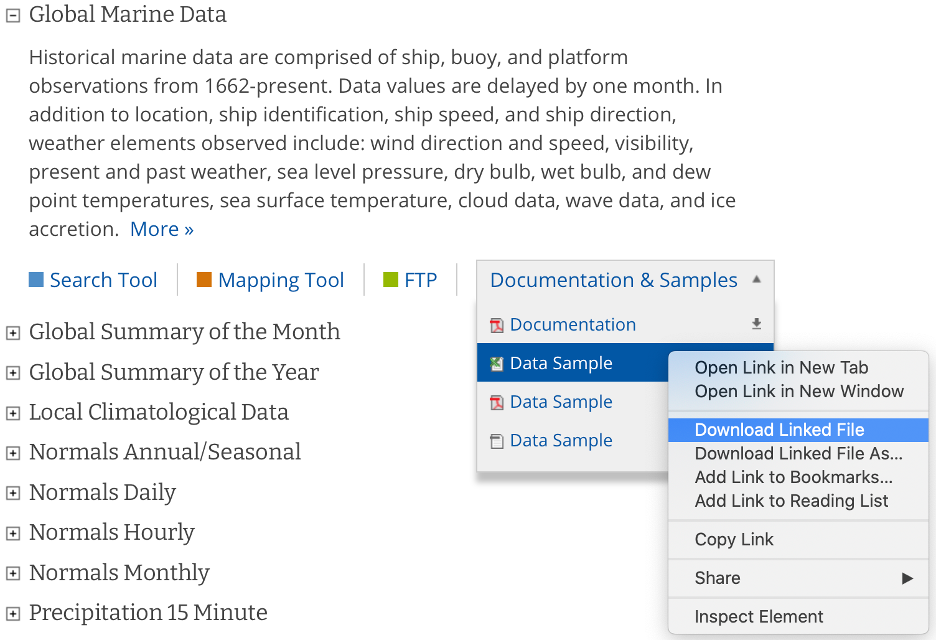 Global Marine Data
Historical marine data are comprised of ship, buoy, and platform
observations from 1662-present. Data values are delayed by one month. In
addition to location, ship identification, ship speed, and ship direction,
weather elements observed include: wind direction and speed, visibility,
present and past weather, sea level pressure, dry bulb, wet bulb, and dew
point temperatures, sea surface temperature, cloud data, wave data, and ice
accretion. More »
Search Tool
Mapping Tool
FTP
Documentation & Samples
Documentation
Data Sample
Data Sample
Data Sample
Open Link in New Tab
Open Link in New Window
Download Linked File
Download Linked File As...
Add Link to Bookmarks...
Add Link to Reading List
Copy Link
Share
Inspect Element
Global Summary of the Month
Global Summary of the Year
Local Climatological Data
Normals Annual/Seasonal
Normals Daily
Normals Hourly
Normals Monthly
Precipitation 15 Minute